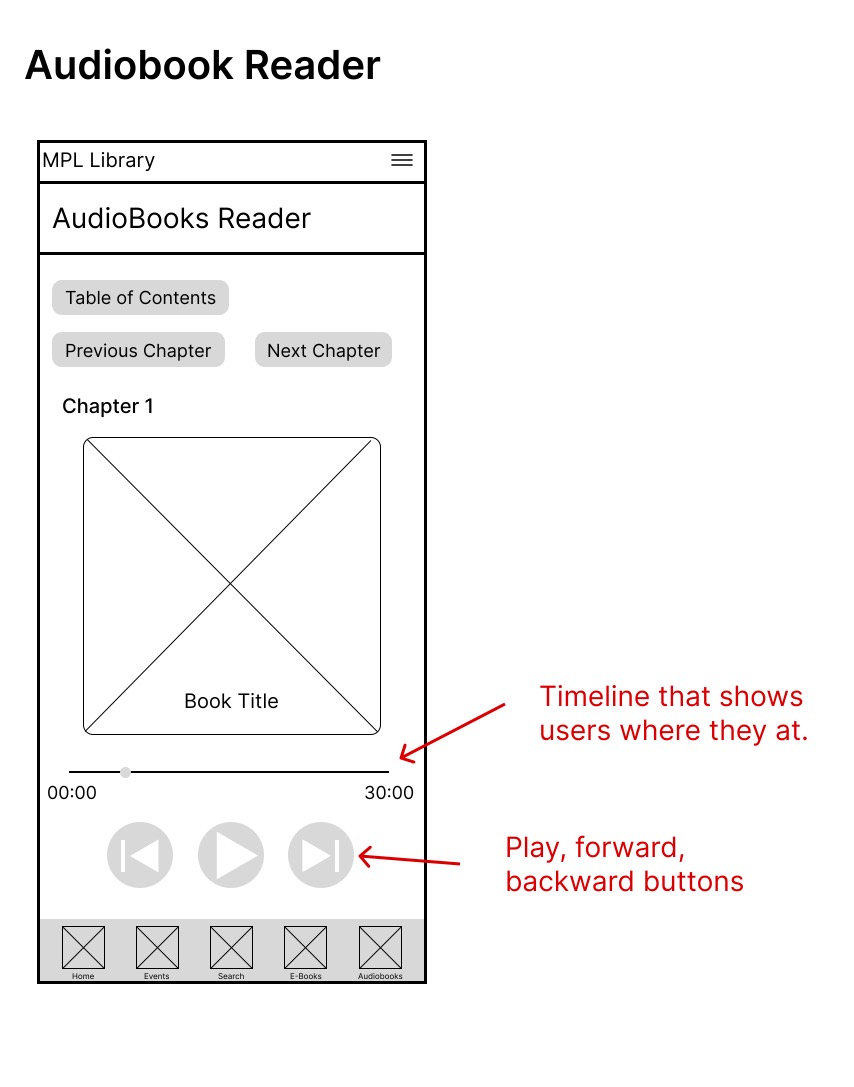 Audiobook Reader
MPL Library
AudioBooks Reader
Table of Contents
Previous Chapter
Next Chapter
Chapter 1
Book Title
Timeline that shows
users where they at.
00:00
30:00
Play, forward,
backward buttons
Home
Events
Search
E-Books
Audiobooks